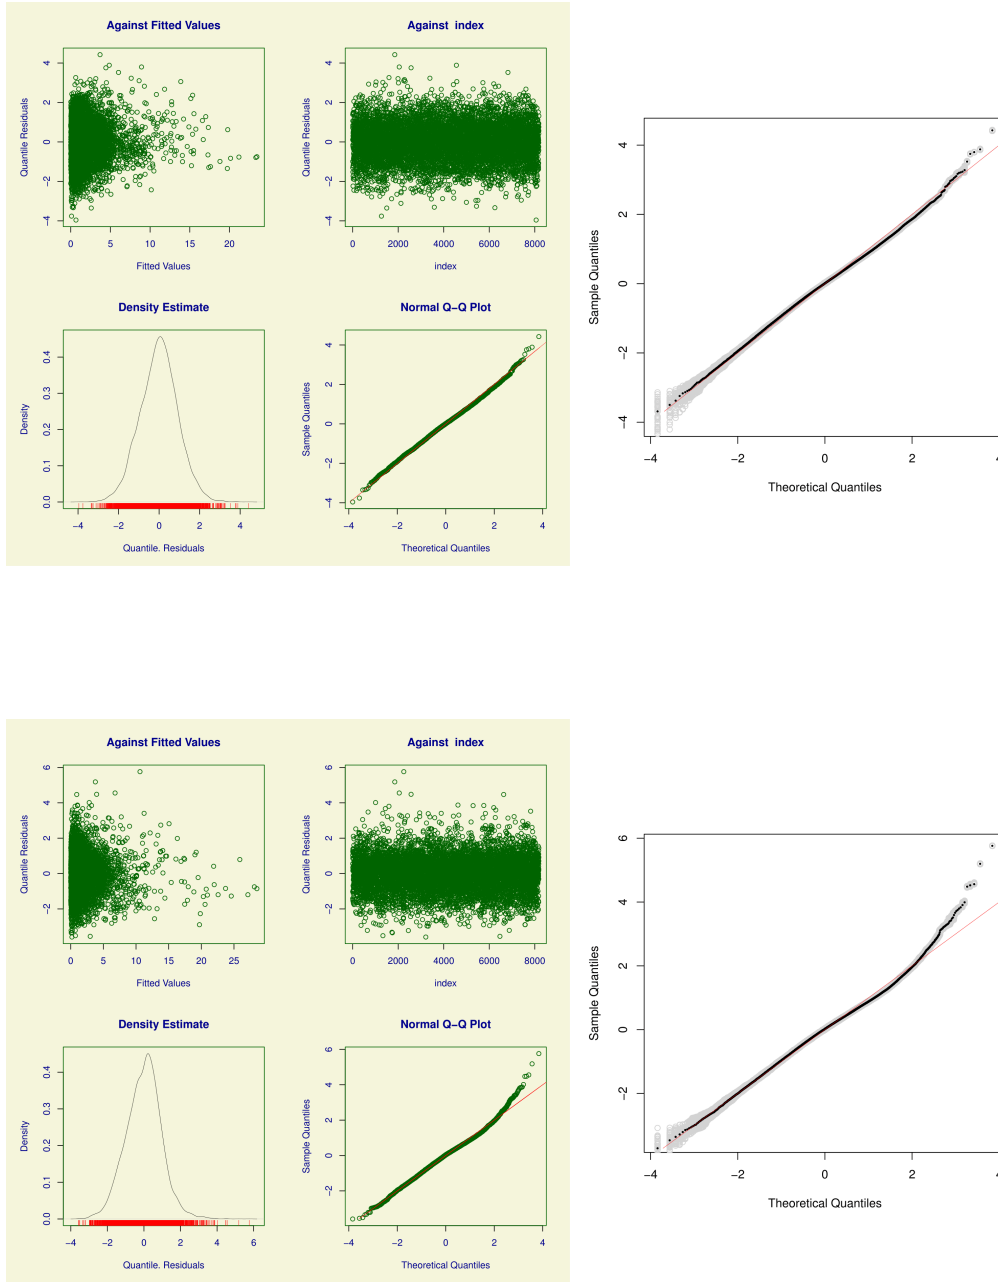 Against Fitted Values
Against index
Quantile Residuals
4
2
0
−2
−4
0 5 10 15 20
Fitted Values
Quantile Residuals
4
2
0
−2
−4
0 2000 4000 6000 8000
index
Density Estimate
Normal Q−Q Plot
Density
0.4
0.3
0.2
0.1
0.0
−4 −2 0 2 4
Quantile. Residuals
Sample Quantiles
4
2
0
−2
−4
−4 −2 0 2 4
Theoretical Quantiles
Sample Quantiles
4
2
0
−2
−4
−4 −2 0 2 4
Theoretical Quantiles
Against Fitted Values
Against index
Quantile Residuals
6
4
2
0
−2
0 5 10 15 20 25
Fitted Values
Quantile Residuals
6
4
2
0
−2
0 2000 4000 6000 8000
index
Density Estimate
Normal Q−Q Plot
Density
0.4
0.3
0.2
0.1
0.0
−4 −2 0 2 4 6
Quantile. Residuals
Sample Quantiles
6
4
2
0
−2
−4 −2 0 2 4
Theoretical Quantiles
Sample Quantiles
6
4
2
0
−2
−4 −2 0 2 4
Theoretical Quantiles